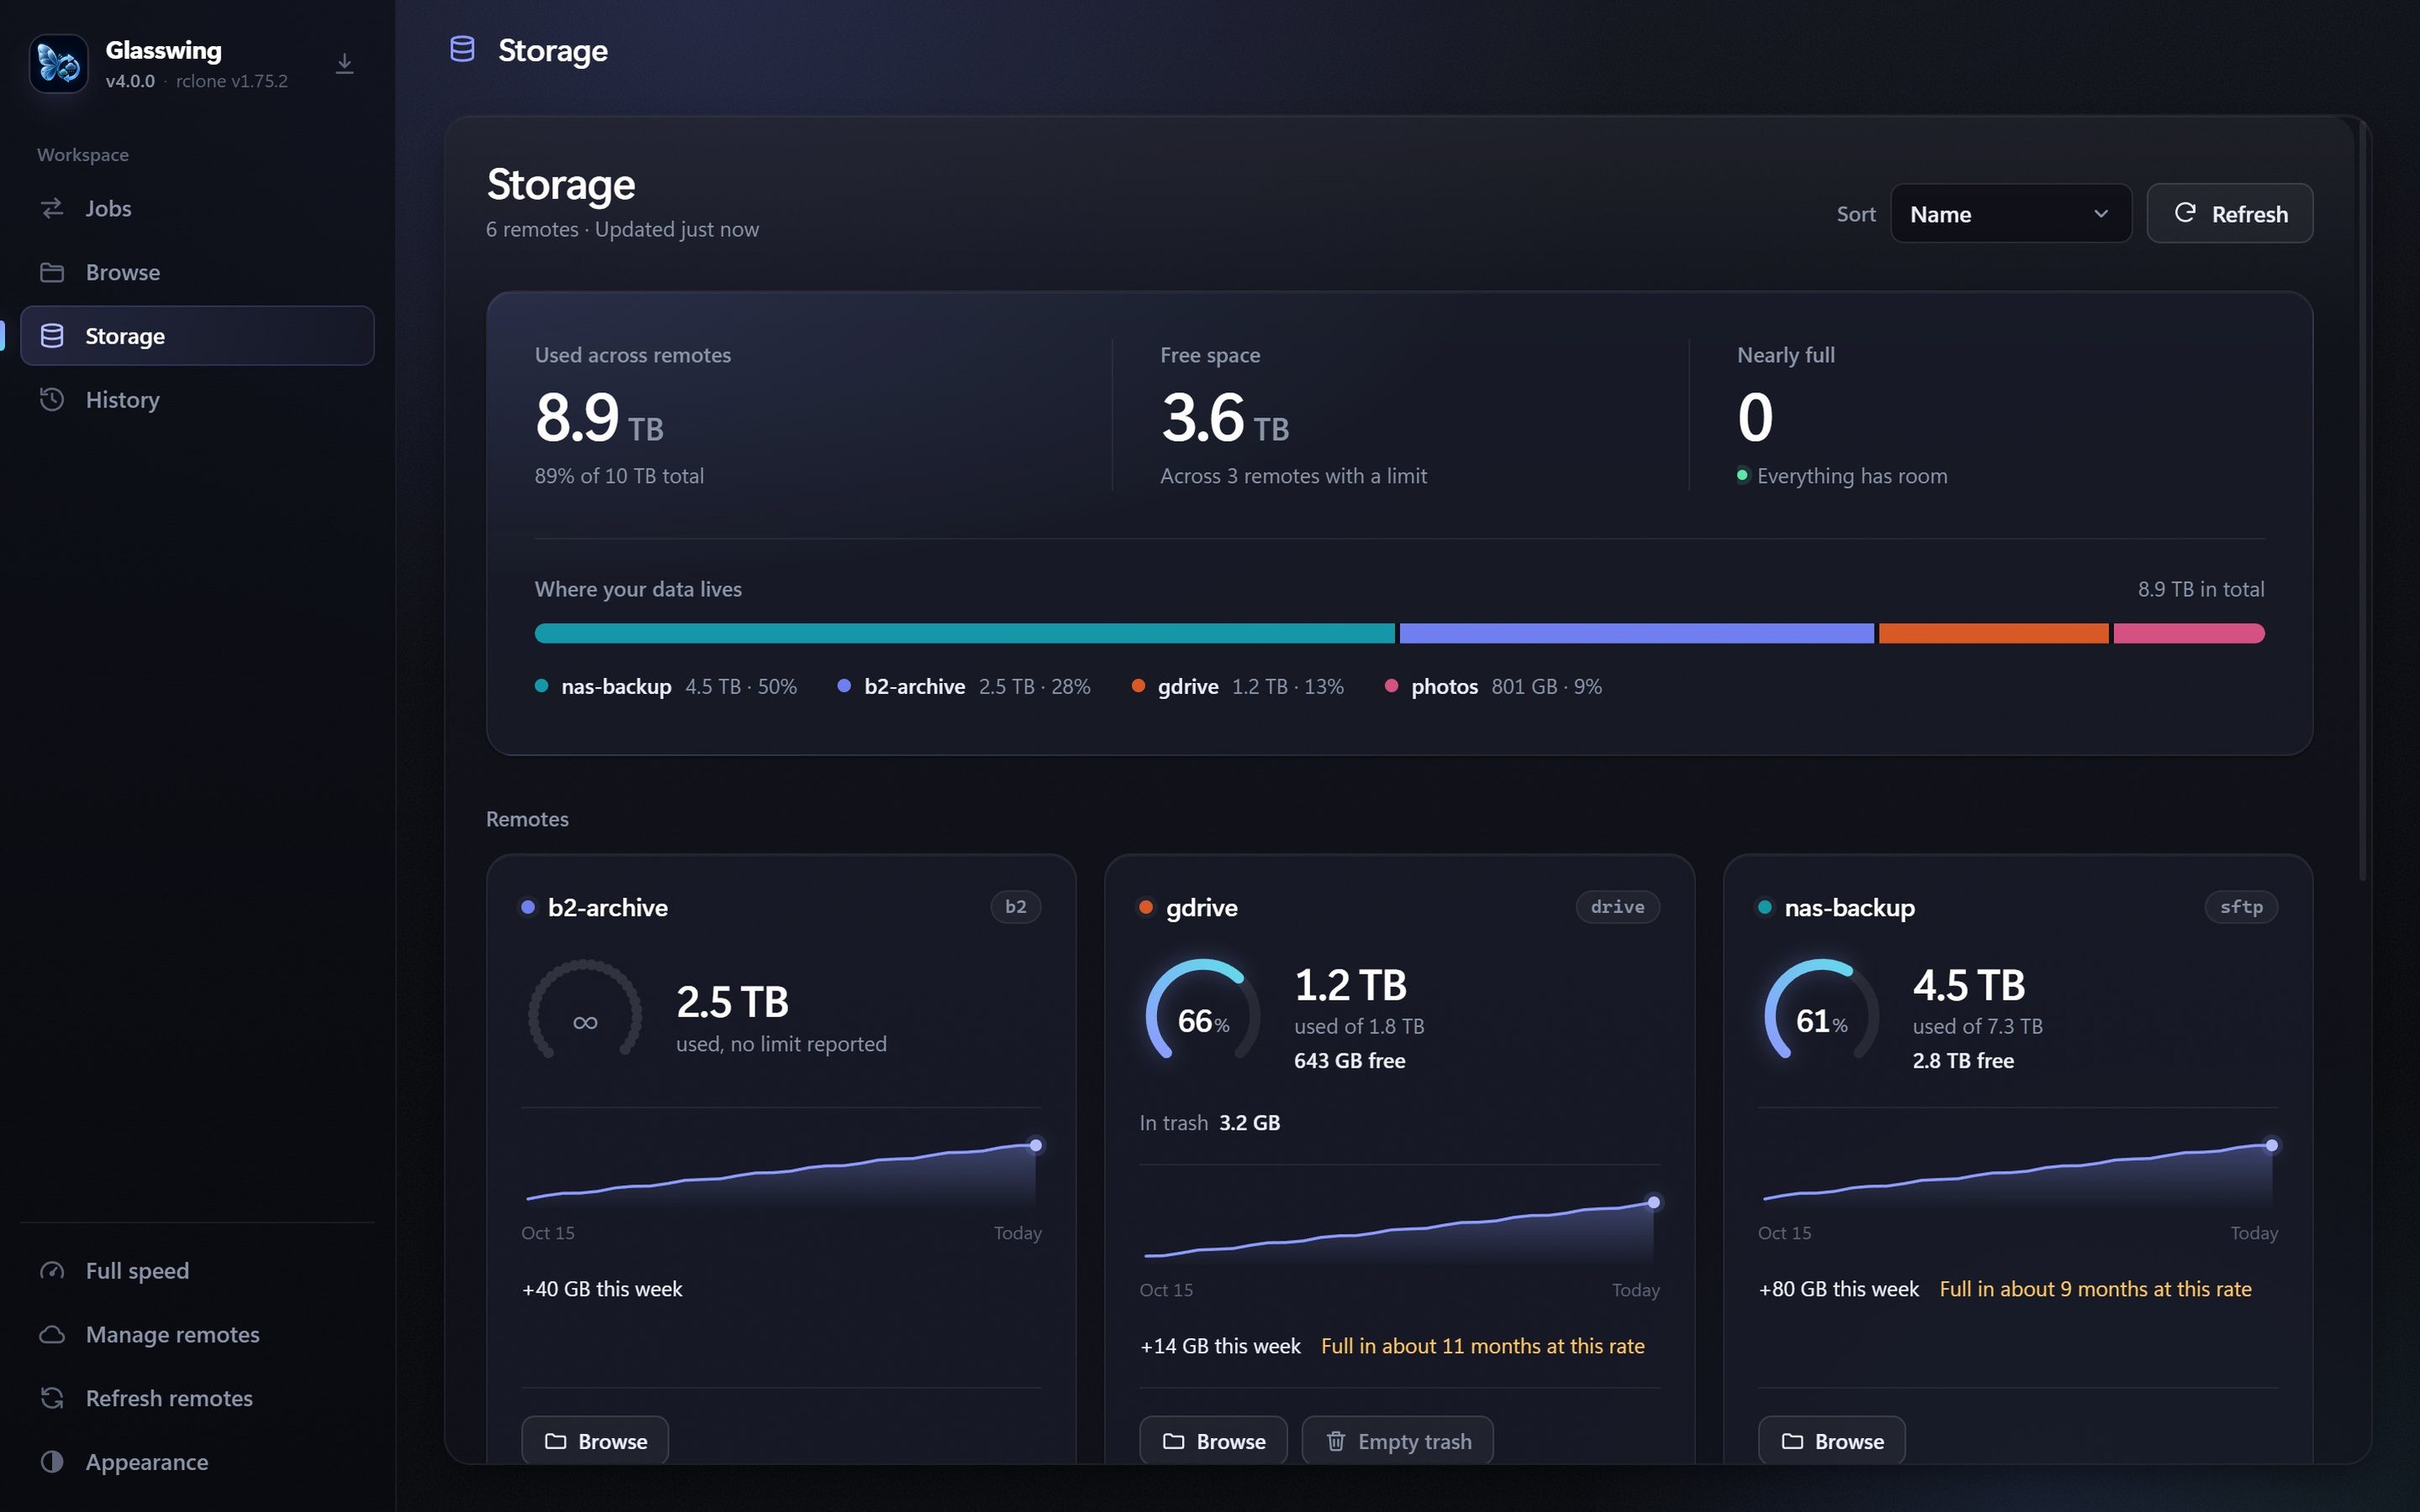 Glasswing
v4.0.0 · rclone v1.75.2
Workspace
Jobs
Browse
Storage
History
Full speed
Manage remotes
Refresh remotes
Appearance
Storage
Storage
6 remotes · Updated just now
Sort Name Refresh
Used across remotes
8.9 TB
89% of 10 TB total
Free space
3.6 TB
Across 3 remotes with a limit
Nearly full
0
Everything has room
Where your data lives 8.9 TB in total
nas-backup 4.5 TB · 50% b2-archive 2.5 TB · 28% gdrive 1.2 TB · 13% photos 801 GB · 9%
Remotes
b2-archive b2
∞
2.5 TB
used, no limit reported
Oct 15 Today
+40 GB this week
Browse
gdrive drive
66%
1.2 TB
used of 1.8 TB
643 GB free
In trash 3.2 GB
Oct 15 Today
+14 GB this week Full in about 11 months at this rate
Browse Empty trash
nas-backup sftp
61%
4.5 TB
used of 7.3 TB
2.8 TB free
Oct 15 Today
+80 GB this week Full in about 9 months at this rate
Browse